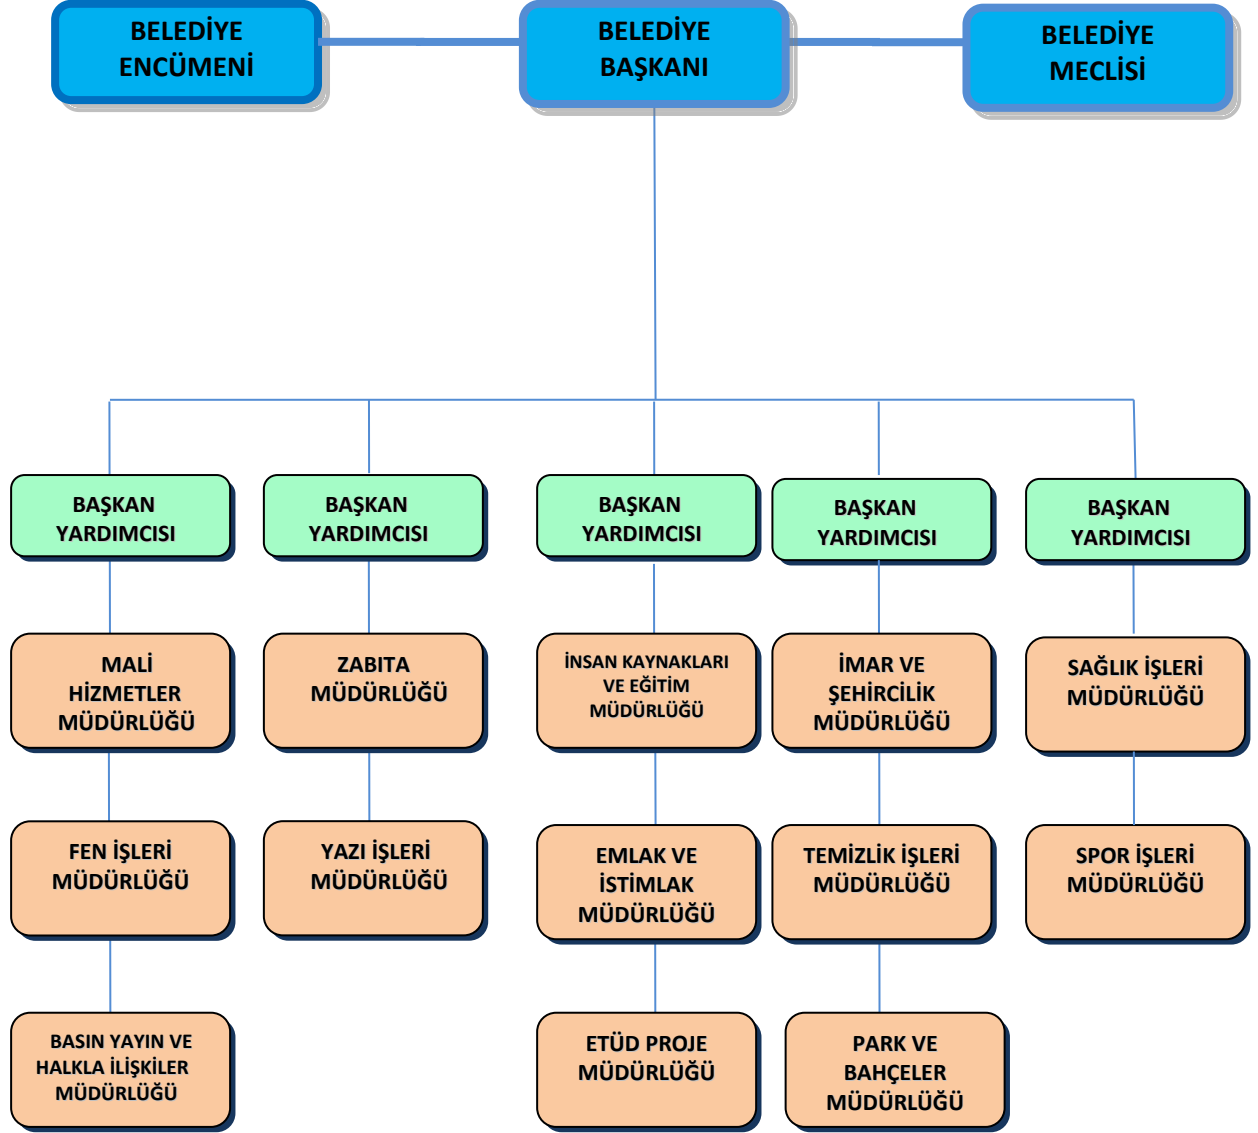 BELEDİYE
ENCÜMENİ
BELEDİYE
BAŞKANI
BELEDİYE
MECLİSİ
BAŞKAN
YARDIMCISI
BAŞKAN
YARDIMCISI
BAŞKAN
YARDIMCISI
BAŞKAN
YARDIMCISI
BAŞKAN
YARDIMCISI
MALİ
HİZMETLER
MÜDÜRLÜĞÜ
ZABITA
MÜDÜRLÜĞÜ
İNSAN KAYNAKLARI
VE EĞİTİM
MÜDÜRLÜĞÜ
İMAR VE
ŞEHİRCİLİK
MÜDÜRLÜĞÜ
SAĞLIK İŞLERİ
MÜDÜRLÜĞÜ
FEN İŞLERİ
MÜDÜRLÜĞÜ
YAZI İŞLERİ
MÜDÜRLÜĞÜ
EMLAK VE
İSTİMLAK
MÜDÜRLÜĞÜ
TEMİZLİK İŞLERİ
MÜDÜRLÜĞÜ
SPOR İŞLERİ
MÜDÜRLÜĞÜ
BASIN YAYIN VE
HALKLA İLİŞKİLER
MÜDÜRLÜĞÜ
ETÜD PROJE
MÜDÜRLÜĞÜ
PARK VE
BAHÇELER
MÜDÜRLÜĞÜ